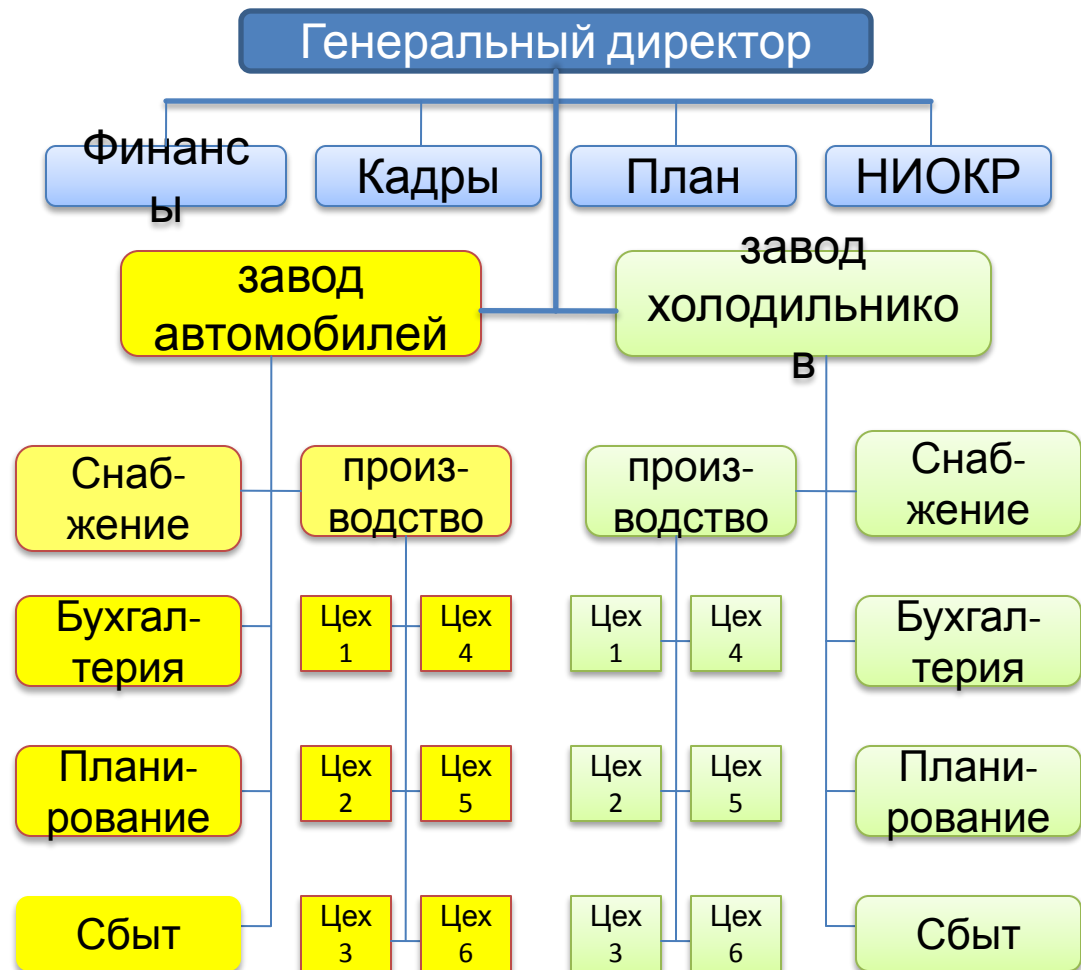 Генеральный директор
Финанс
ы
Кадры
План
НИОКР
завод
автомобилей
завод
холодильнико
в
Снаб-
жение
произ-
водство
произ-
водство
Снаб-
жение
Бухгал-
терия
Цех
1
Цех
4
Цех
1
Цех
4
Бухгал-
терия
Плани-
рование
Цех
2
Цех
5
Цех
2
Цех
5
Плани-
рование
Сбыт
Цех
3
Цех
6
Цех
3
Цех
6
Сбыт